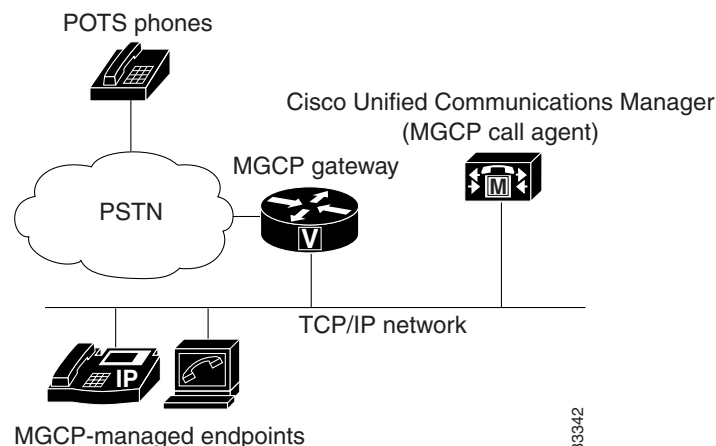 POTS phones
Cisco Unified Communications Manager
(MGCP call agent)
MGCP gateway
PSTN
V
M
TCP/IP network
IP
MGCP-managed endpoints